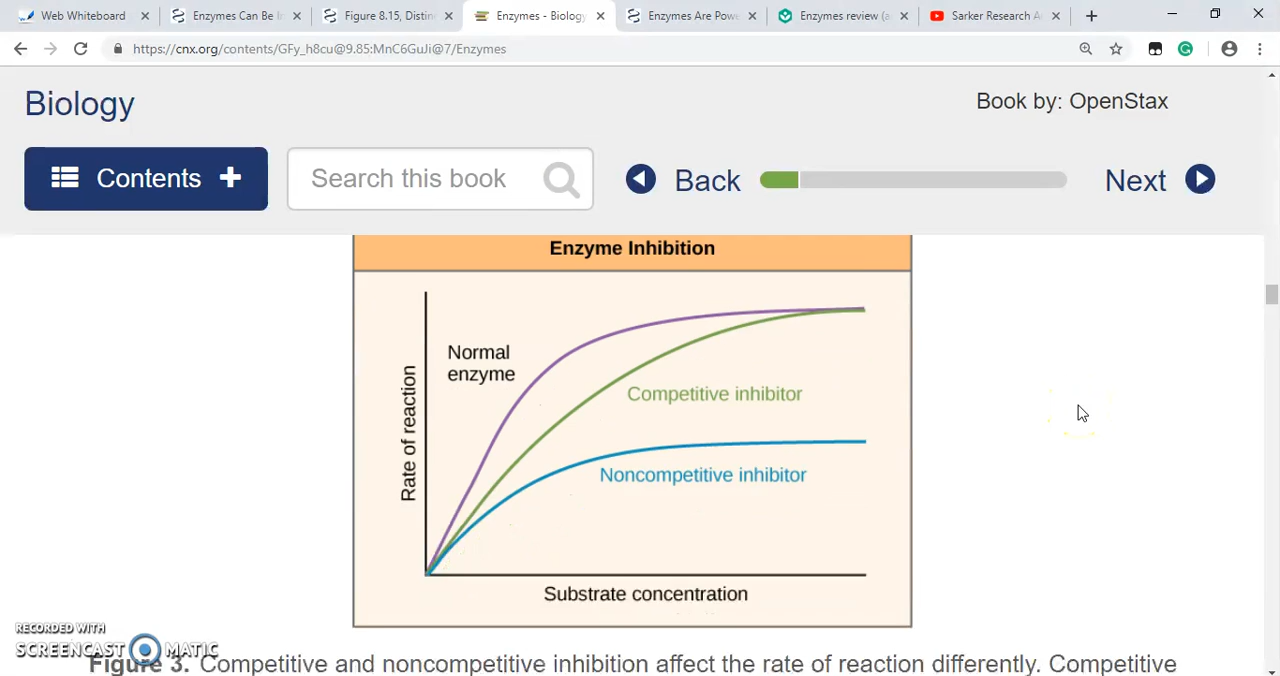 Web Whiteboard
Enzymes Can Be In
Figure 8.15, Distin
Enzymes - Biology
Enzymes Are Pow
Enzymes review (a
Sarker Research A
https://cnx.org/contents/GFy_h8cu@9.85:MnC6GuJi@7/Enzymes
Biology
Book by: OpenStax
Contents +
Search this book
Back
Next
Enzyme Inhibition
Normal
enzyme
Competitive inhibitor
Noncompetitive inhibitor
Rate of reaction
Substrate concentration
RECORDED WITH
SCREENCAST MATIC
Figure 3. Competitive and noncompetitive inhibition affect the rate of reaction differently. Competitive